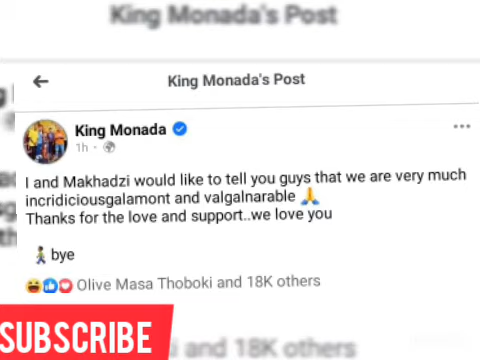 King Monada's Post
King Monada's Post
King Monada
1h
I and Makhadzi would like to tell you guys that we are very much
incridiciousgalamont and valgalnarable 🙏
Thanks for the love and support..we love you
🚶bye
Olive Masa Thoboki and 18K others
SUBSCRIBE
i and 18K others